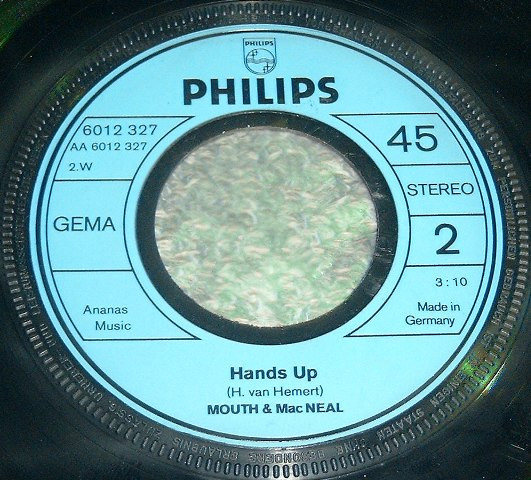 PHILIPS
PHILIPS
6012 327
AA 6012 327
2.W
45
STEREO
GEMA
2
3:10
Ananas
Music
Made in
Germany
Hands Up
(H. van Hemert)
MOUTH & Mac NEAL